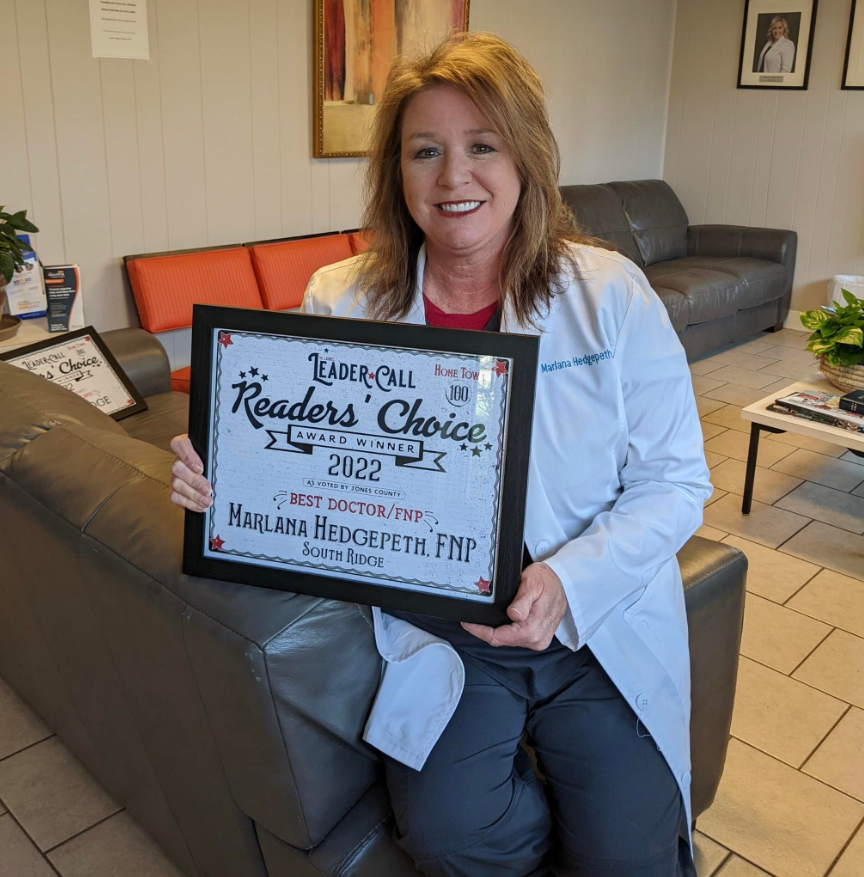 LEADER★CALL
HOME TOW
100
Readers' Choice
AWARD WINNER
2022
AS VOTED BY JONES COUNTY
BEST DOCTOR/FNP
MARLANA HEDGEPETH, FNP
SOUTH RIDGE
Marlana Hedgepeth,
LEADER★CALL
Readers' Choice